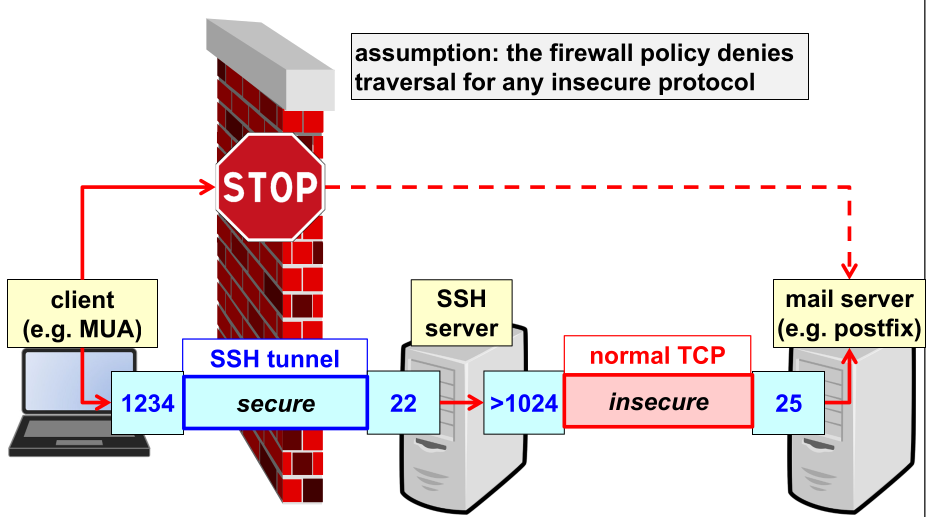 assumption: the firewall policy denies
traversal for any insecure protocol
STOP
client
(e.g. MUA)
SSH
server
mail server
(e.g. postfix)
SSH tunnel
normal TCP
1234
secure
22
>1024
insecure
25